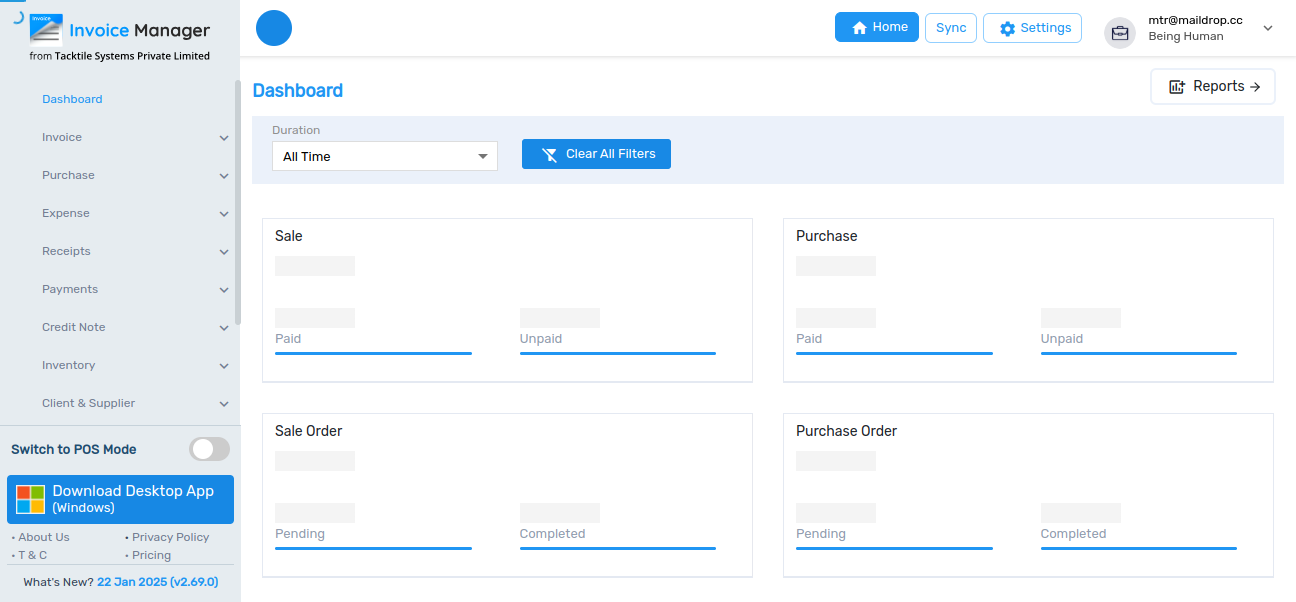 Invoice
Invoice Manager
from Tacktile Systems Private Limited
Home
Sync
Settings
mtr@maildrop.cc
Being Human
Dashboard
Invoice
Purchase
Expense
Receipts
Payments
Credit Note
Inventory
Client & Supplier
Switch to POS Mode
Download Desktop App
(Windows)
• About Us
• Privacy Policy
• T & C
• Pricing
What's New? 22 Jan 2025 (v2.69.0)
Dashboard
Reports
Duration
All Time
Clear All Filters
Sale
Paid
Unpaid
Purchase
Paid
Unpaid
Sale Order
Pending
Completed
Purchase Order
Pending
Completed